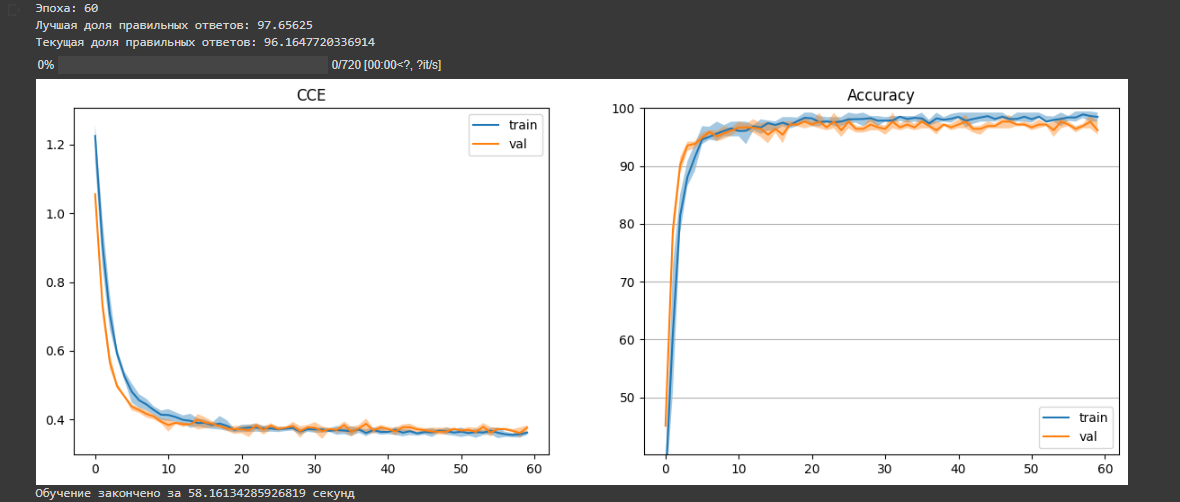 Эпоха: 60
Лучшая доля правильных ответов: 97.65625
Текущая доля правильных ответов: 96.1647720336914
0% 0/720 [00:00<?, ?it/s]
CCE
train
val
1.2
1.0
0.8
0.6
0.4
0 10 20 30 40 50 60
Accuracy
100
90
80
70
60
50
train
val
0 10 20 30 40 50 60
Обучение закончено за 58.16134285926819 секунд